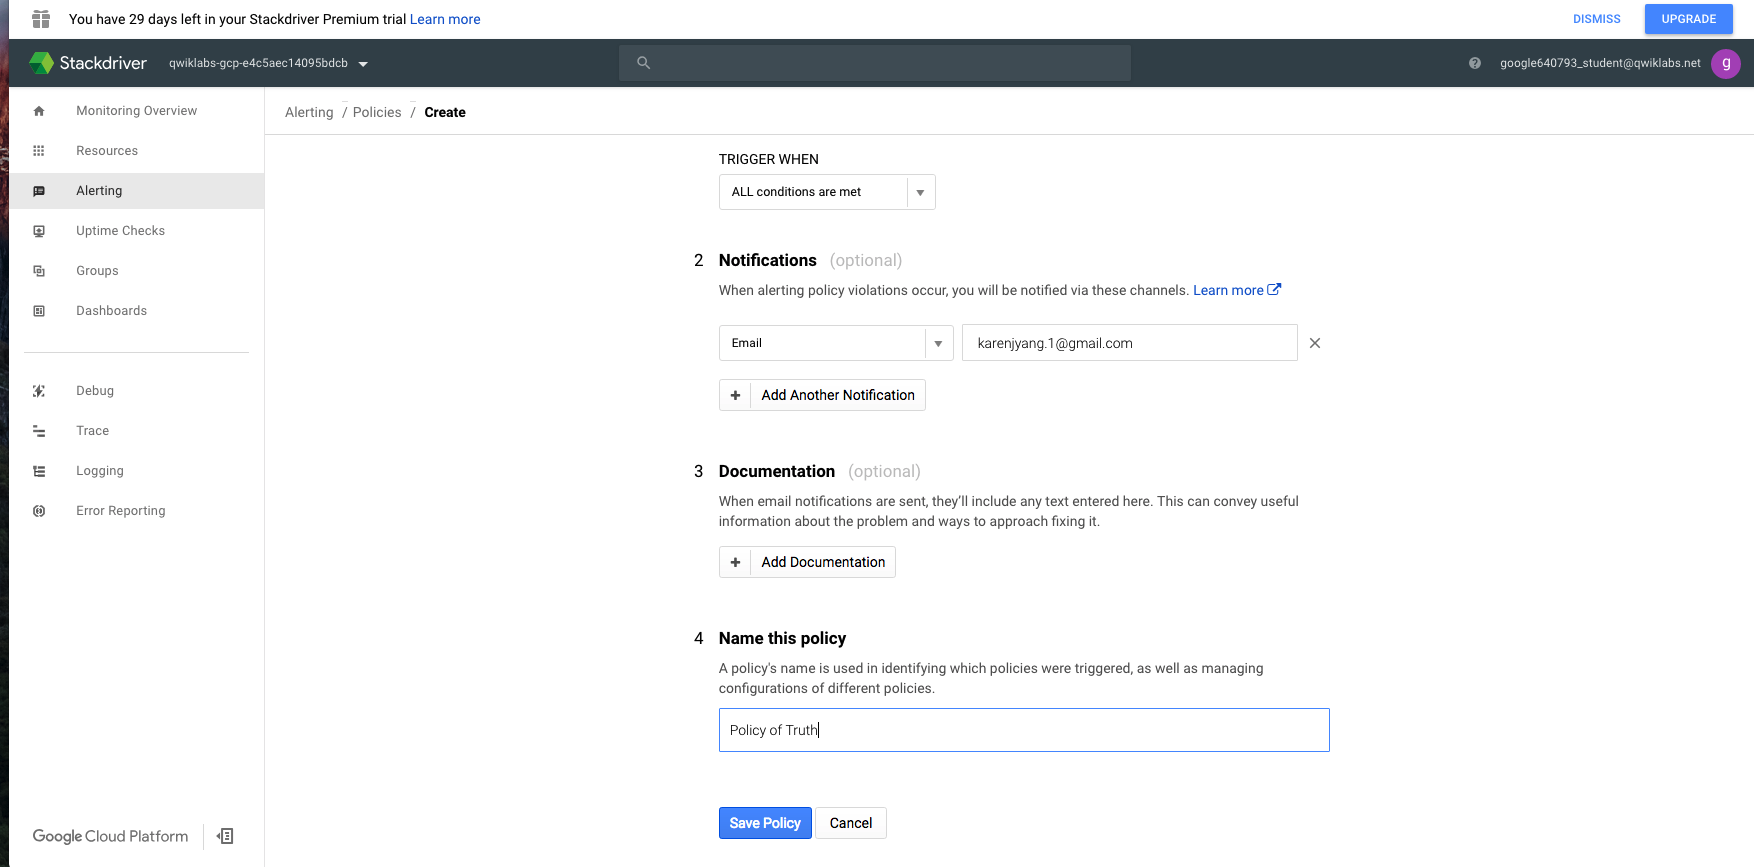 You have 29 days left in your Stackdriver Premium trial Learn more
DISMISS
UPGRADE
Stackdriver
qwiklabs-gcp-e4c5aec14095bdcb
google640793_student@qwiklabs.net
g
Monitoring Overview
Resources
Alerting
Uptime Checks
Groups
Dashboards
Debug
Trace
Logging
Error Reporting
Google Cloud Platform
Alerting / Policies / Create
TRIGGER WHEN
ALL conditions are met
2 Notifications (optional)
When alerting policy violations occur, you will be notified via these channels. Learn more
Email
karenjyang.1@gmail.com
+ Add Another Notification
3 Documentation (optional)
When email notifications are sent, they'll include any text entered here. This can convey useful
information about the problem and ways to approach fixing it.
+ Add Documentation
4 Name this policy
A policy's name is used in identifying which policies were triggered, as well as managing
configurations of different policies.
Policy of Truth
Save Policy
Cancel